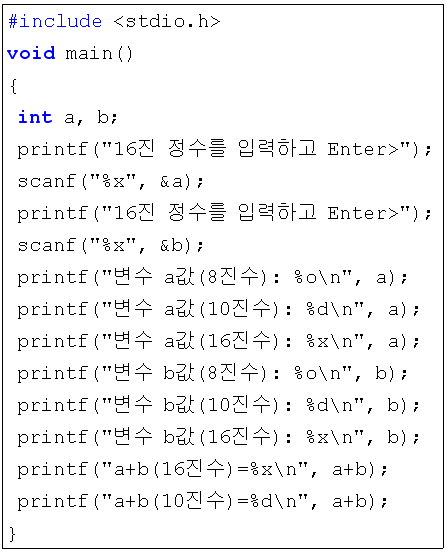 #include <stdio.h>
void main()
{
int a, b;
printf("16진 정수를 입력하고 Enter>");
scanf("%x", &a);
printf("16진 정수를 입력하고 Enter>");
scanf("%x", &b);
printf("변수 a값(8진수): %o\n", a);
printf("변수 a값(10진수): %d\n", a);
printf("변수 a값(16진수): %x\n", a);
printf("변수 b값(8진수): %o\n", b);
printf("변수 b값(10진수): %d\n", b);
printf("변수 b값(16진수): %x\n", b);
printf("a+b(16진수)=%x\n", a+b);
printf("a+b(10진수)=%d\n", a+b);
}